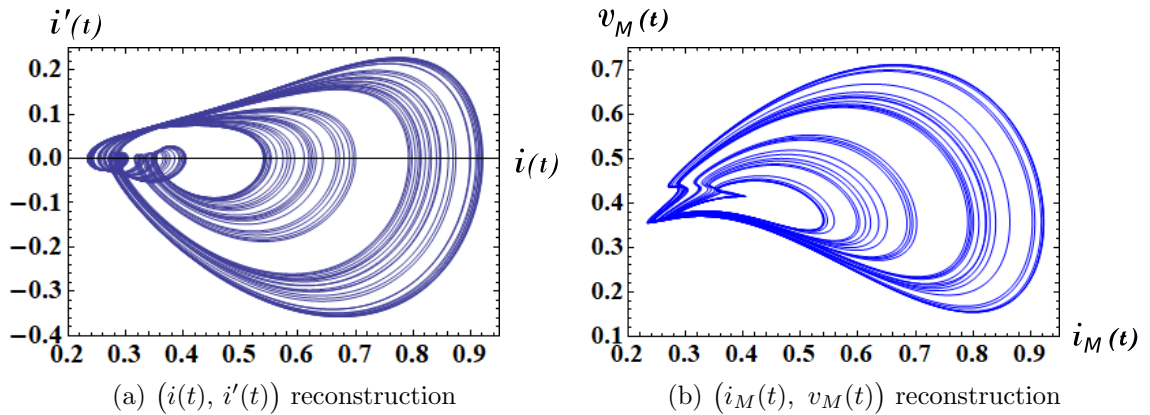 i′(t)
0.2
0.1
0.0
−0.1
−0.2
−0.3
−0.4
0.2 0.3 0.4 0.5 0.6 0.7 0.8 0.9
i(t)
(a) (i(t), i′(t)) reconstruction
v_M(t)
0.7
0.6
0.5
0.4
0.3
0.2
0.1
0.2 0.3 0.4 0.5 0.6 0.7 0.8 0.9
i_M(t)
(b) (i_M(t), v_M(t)) reconstruction